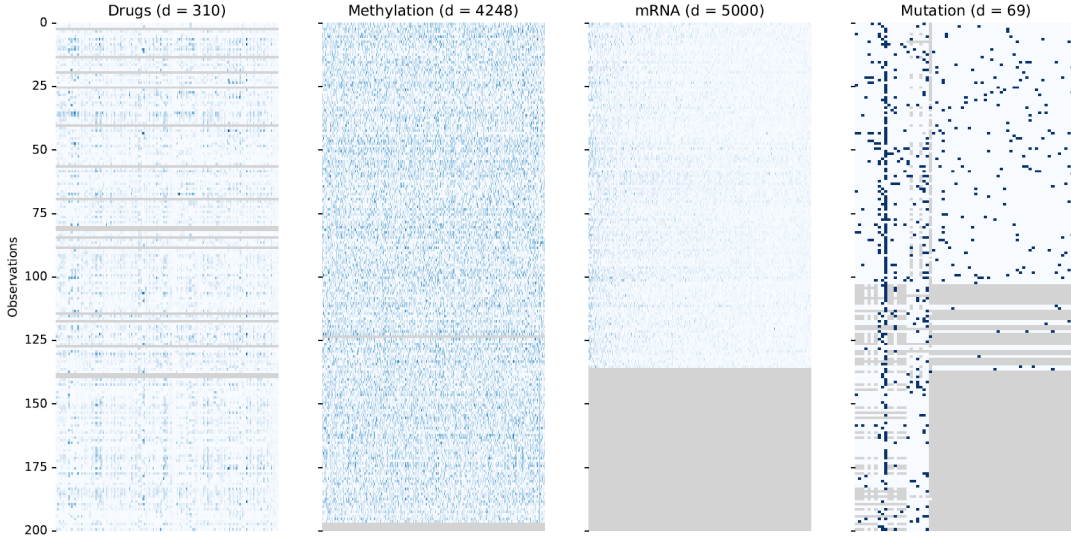 Drugs (d = 310)
Methylation (d = 4248)
mRNA (d = 5000)
Mutation (d = 69)
Observations
0
25
50
75
100
125
150
175
200